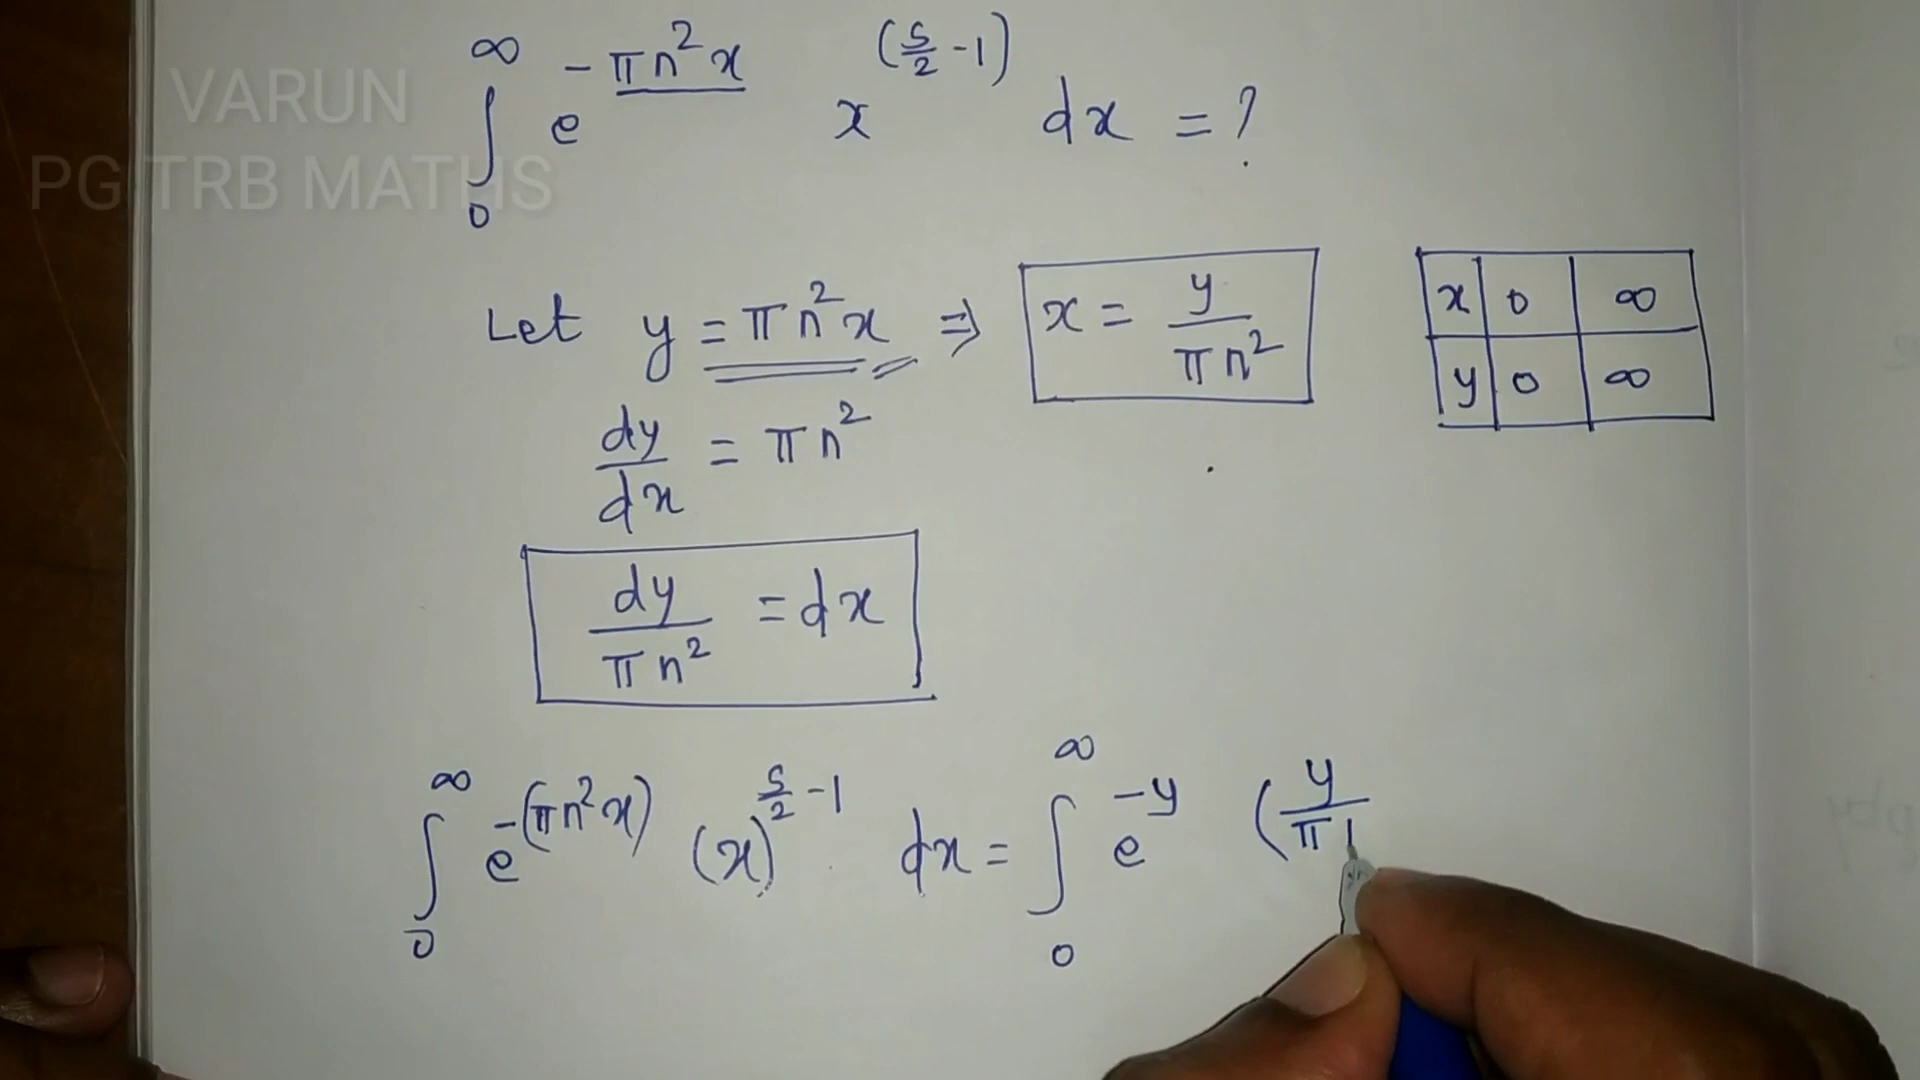 VARUN
PG TRB MATHS
∫₀^∞ e^(-πn²x) x^(s/2 -1) dx = ?
Let y = πn²x ⇒ x = y/πn²
x 0 ∞
y 0 ∞
dy/dx = πn²
dy/πn² = dx
∫₀^∞ e^-(πn²x) (x)^(s/2 -1) dx = ∫₀^∞ e^-y (y/π